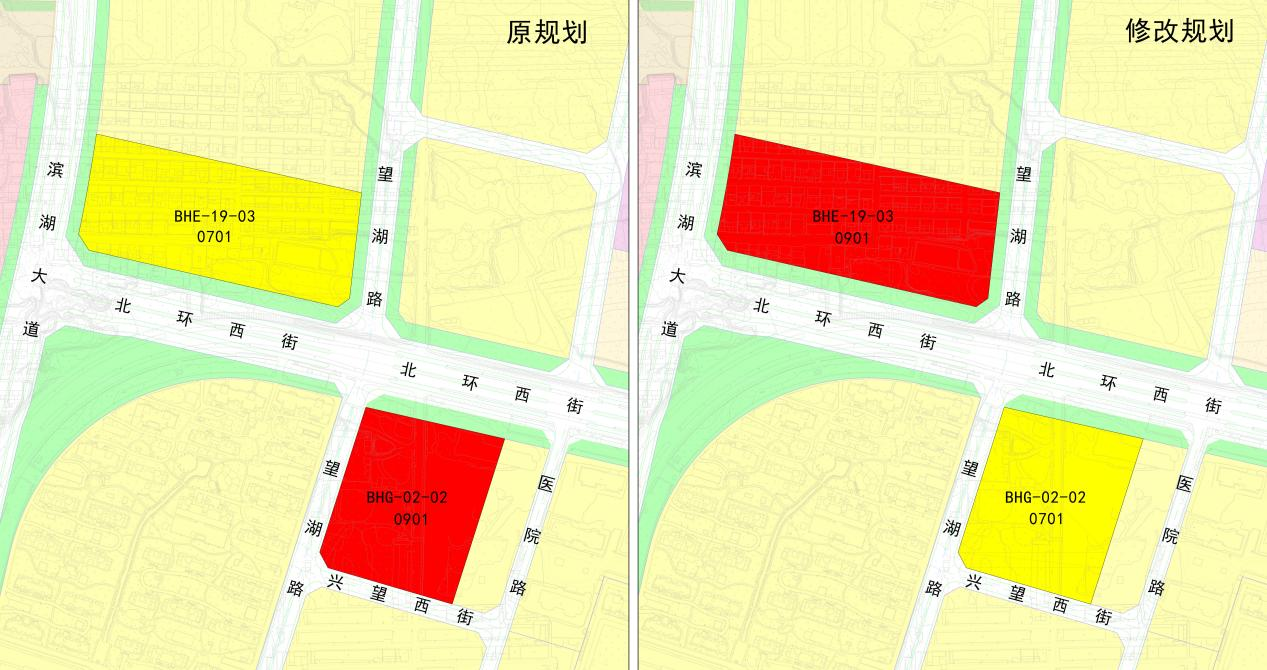 原规划
滨湖大道
望湖路
BHE-19-03
0701
北环西街
北环西街
BHG-02-02
0901
望湖路
医院路
兴望西街
修改规划
滨湖大道
望湖路
BHE-19-03
0901
北环西街
北环西街
BHG-02-02
0701
望湖路
医院路
兴望西街